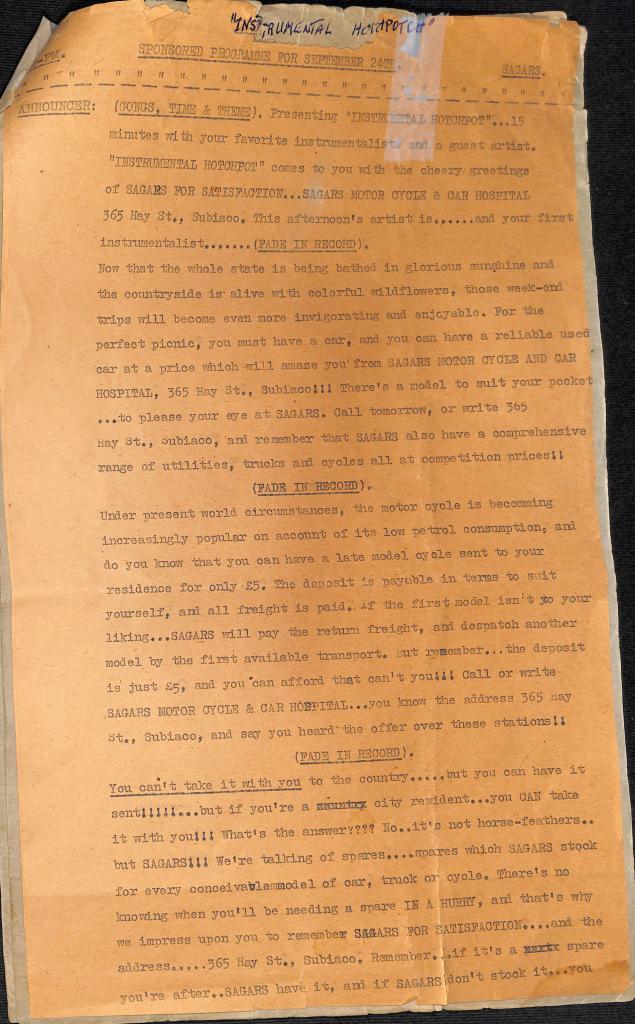 "INSTRUMENTAL HOTCHPOTCH"
-PM. SPONSORED PROGRAMME FOR SEPTEMBER 24TH. SAGARS.
" " " " " " " " " " " " " " " " " "
ANNOUNCER: (GONGS, TIME & THEME). Presenting "INSTRUMETAL HOTCHPOT"...15
minutes with your favorite instrumentalists and a guest artist.
"INSTRUMENTAL HOTCHPOT" comes to you with the cheery greetings
of SAGARS FOR SATISFACTION...SAGARS MOTOR CYCLE & CAR HOSPITAL
365 Hay St., Subiaco. This afternoon's artist is......and your first
instrumentalist.......(FADE IN RECORD).
Now that the whole state is being bathed in glorious sunshine and
the countryside is alive with colorful wildflowers, those week-end
trips will become even more invigorating and enjoyable. For the
perfect picnic, you must have a car, and you can have a reliable used
car at a price which will amaze you from SAGARS MOTOR CYCLE AND CAR
HOSPITAL, 365 Hay St., Subiaco!!! There's a model to suit your pocket
...to please your eye at SAGARS. Call tomorrow, or write 365
Hay St., Subiaco, and remember that SAGARS also have a comprehensive
range of utilities, trucks and cycles all at competition prices!!
(FADE IN RECORD).
Under present world circumstances, the motor cycle is becomming
increasingly popular on account of its low petrol consumption, and
do you know that you can have a late model cycle sent to your
residence for only £5. The deposit is payable in terms to suit
yourself, and all freight is paid. If the first model isn't to your
liking...SAGARS will pay the return freight, and despatch another
model by the first available transport. But remember...the deposit
is just £5, and you can afford that can't you!!! Call or write
SAGARS MOTOR CYCLE & CAR HOSPITAL...you know the address 365 Hay
St., Subiaco, and say you heard the offer over these stations!!
(FADE IN RECORD).
You can't take it with you to the country.....but you can have it
sent!!!!!...but if you're a city resident...you CAN take
it with you!!! What's the answer???? No..it's not horse-feathers..
but SAGARS!!! We're talking of spares....spares which SAGARS stock
for every conceivablemmodel of car, truck or cycle. There's no
knowing when you'll be needing a spare IN A HURRY, and that's why
we impress upon you to remember SAGARS FOR SATISFACTION....and the
address.....365 Hay St., Subiaco. Remember...if it's a spare
you're after..SAGARS have it, and if SAGARS don't stock it...you